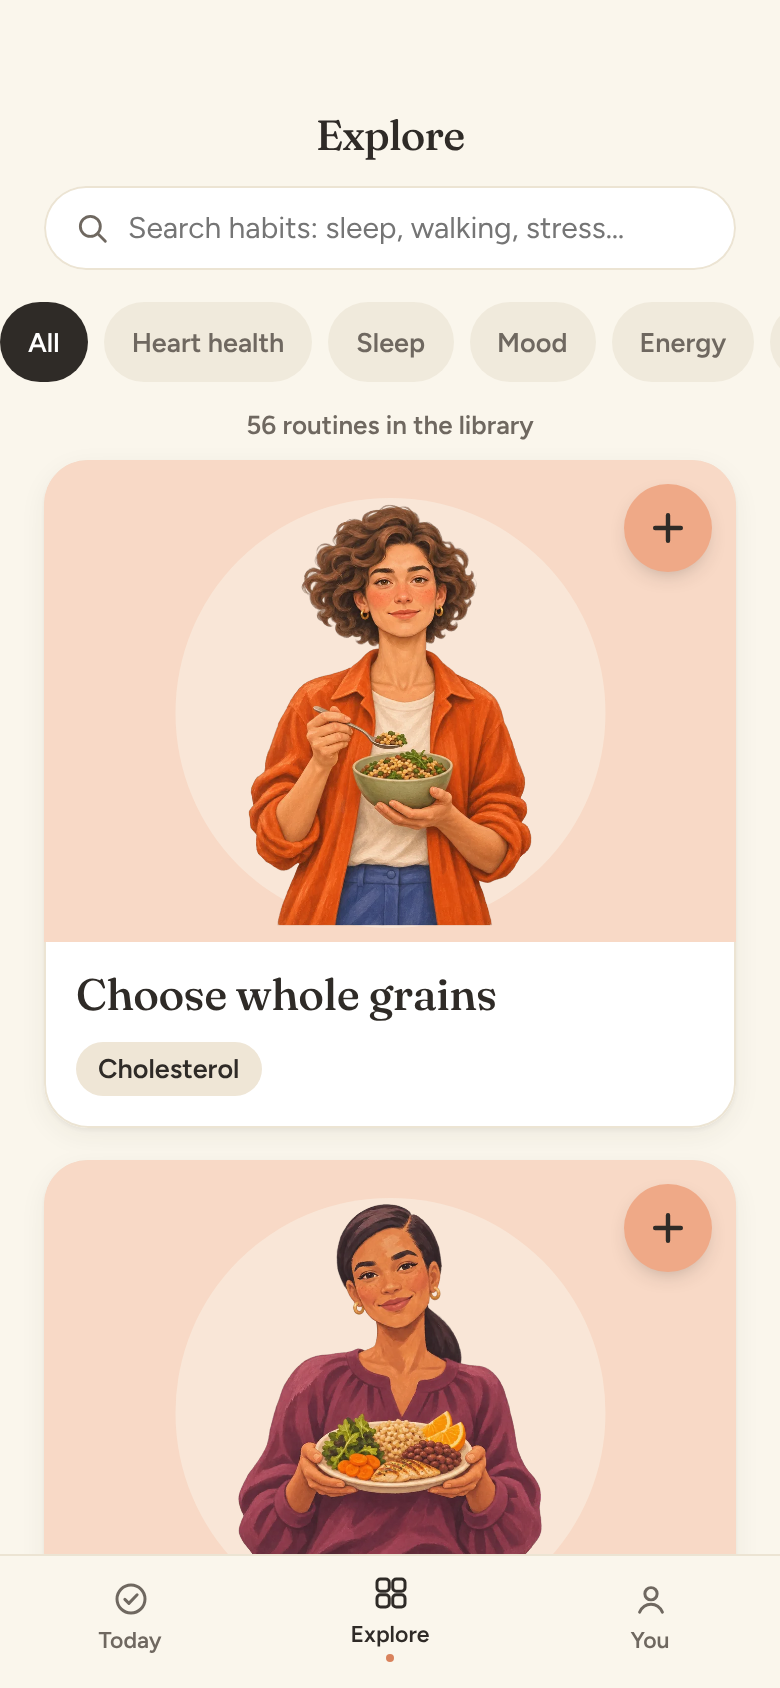 Explore
Search habits: sleep, walking, stress...
All
Heart health
Sleep
Mood
Energy
56 routines in the library
Choose whole grains
Cholesterol
Today
Explore
You